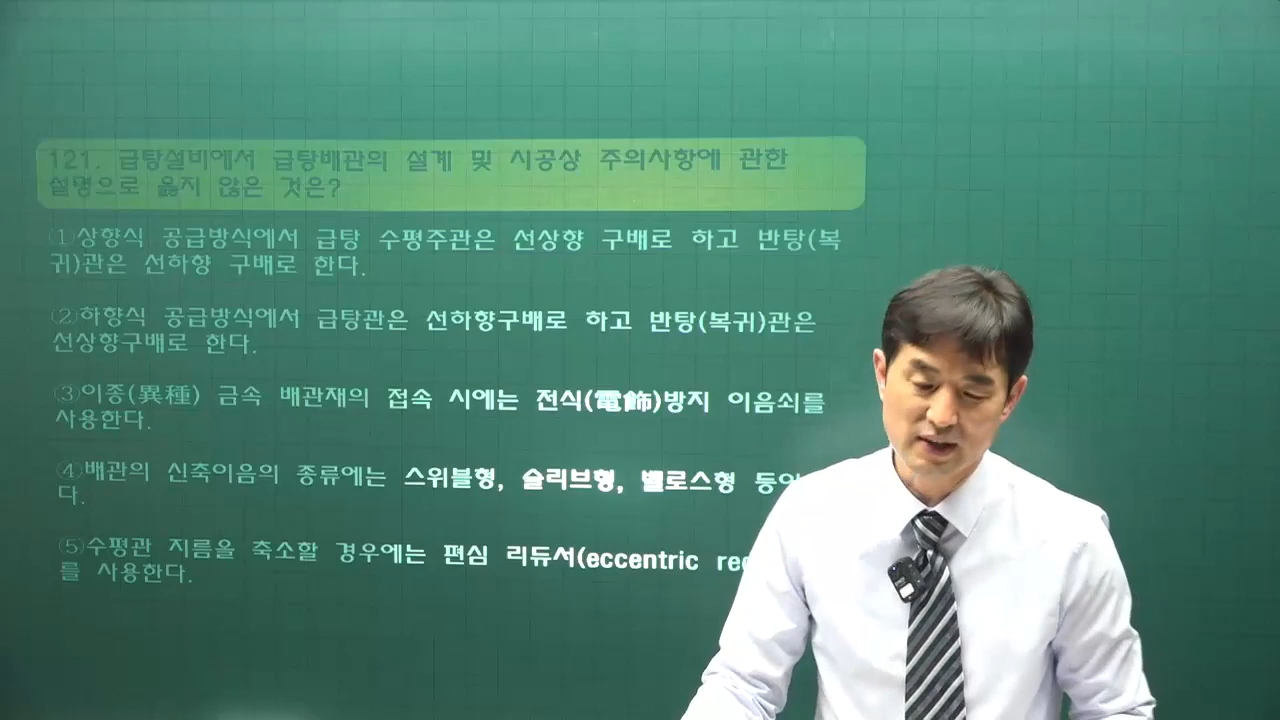 121. 급탕설비에서 급탕배관의 설계 및 시공상 주의사항에 관한
설명으로 옳지 않은 것은?
①상향식 공급방식에서 급탕 수평주관은 선상향 구배로 하고 반탕(복
귀)관은 선하향 구배로 한다.
②하향식 공급방식에서 급탕관은 선하향구배로 하고 반탕(복귀)관은
선상향구배로 한다.
③이종(異種) 금속 배관재의 접속 시에는 전식(電飾)방지 이음쇠를
사용한다.
④배관의 신축이음의 종류에는 스위블형, 슬리브형, 벨로스형
다.
⑤수평관 지름을 축소할 경우에는 편심 리듀서(eccentric
를 사용한다.